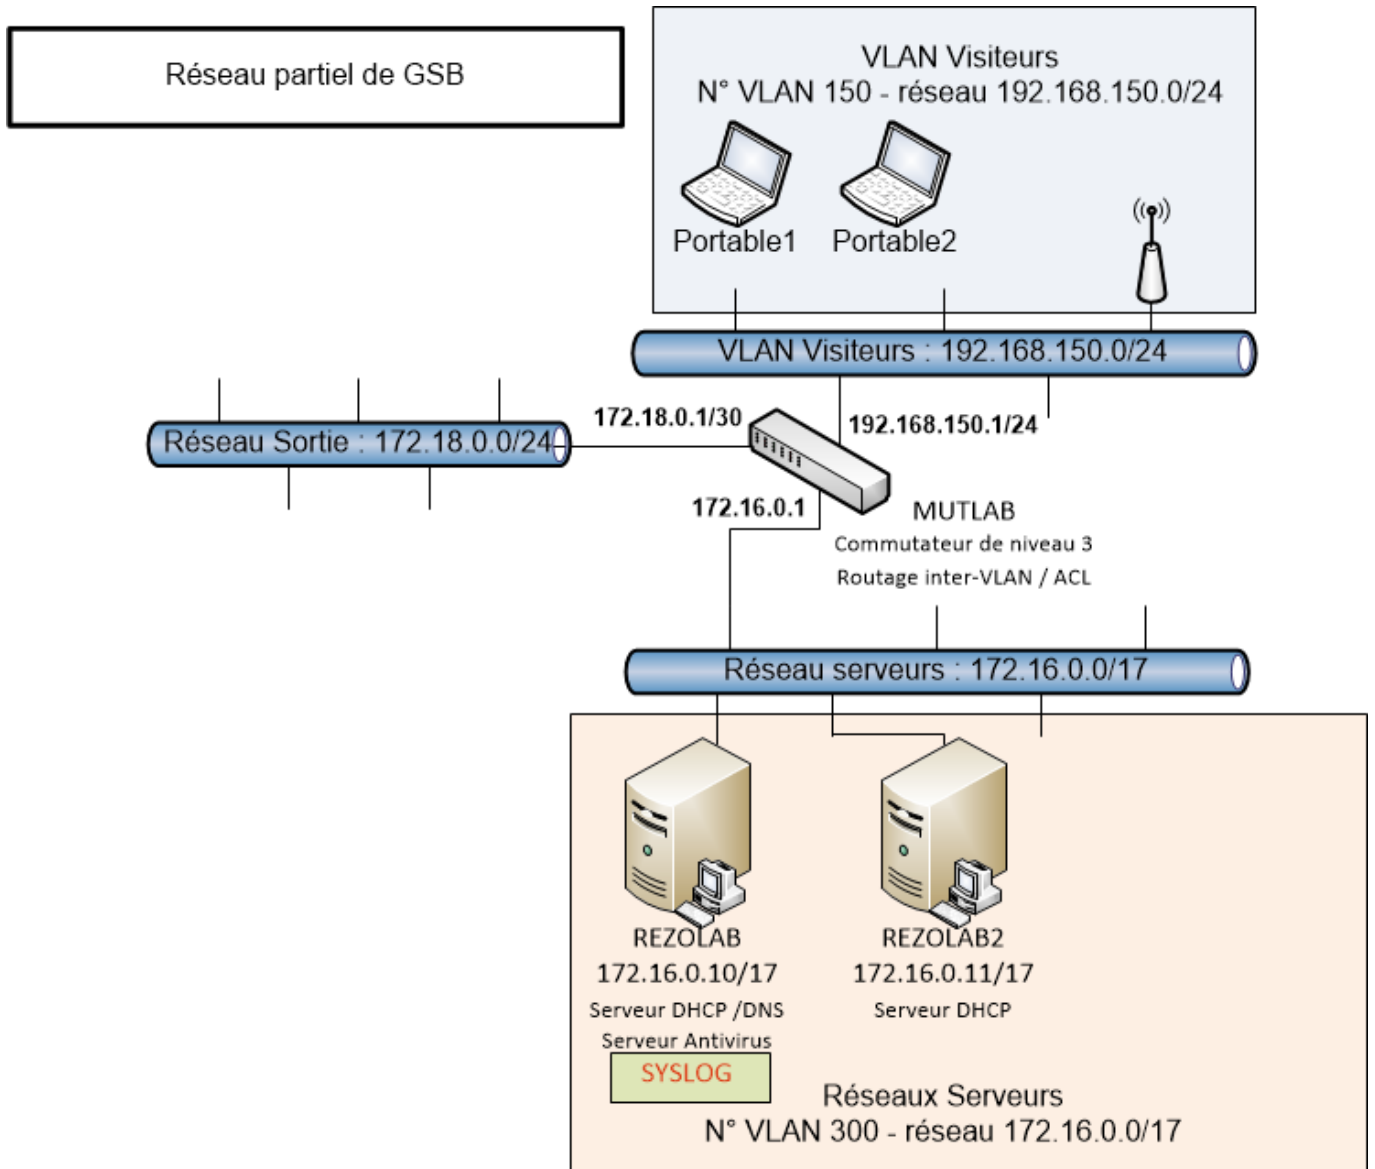 Réseau partiel de GSB
VLAN Visiteurs
N° VLAN 150 - réseau 192.168.150.0/24
Portable1
Portable2
VLAN Visiteurs : 192.168.150.0/24
172.18.0.1/30
192.168.150.1/24
Réseau Sortie : 172.18.0.0/24
172.16.0.1
MUTLAB
Commutateur de niveau 3
Routage inter-VLAN / ACL
Réseau serveurs : 172.16.0.0/17
REZOLAB
172.16.0.10/17
Serveur DHCP /DNS
Serveur Antivirus
SYSLOG
REZOLAB2
172.16.0.11/17
Serveur DHCP
Réseaux Serveurs
N° VLAN 300 - réseau 172.16.0.0/17